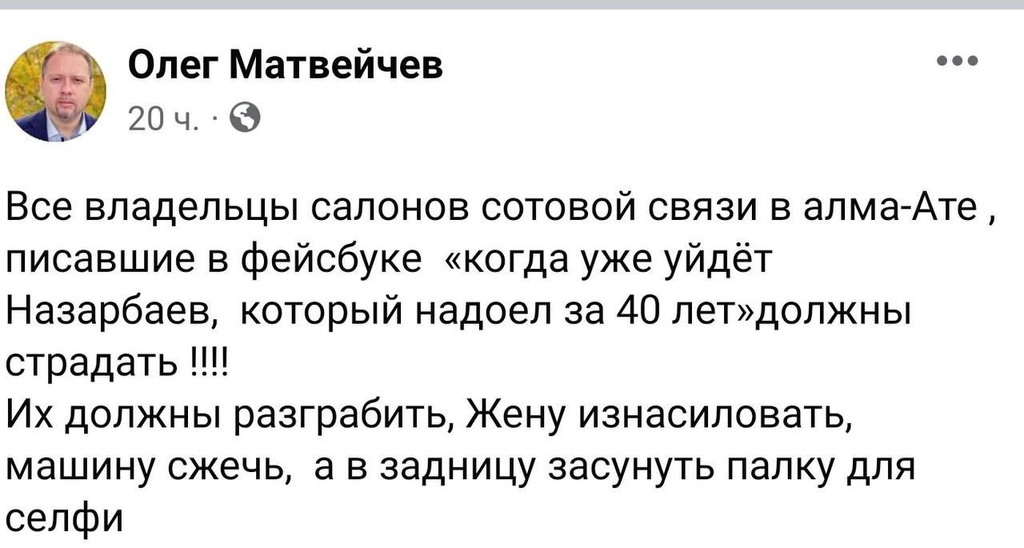 Олег Матвейчев
20 ч. ·
Все владельцы салонов сотовой связи в алма-Ате ,
писавшие в фейсбуке «когда уже уйдёт
Назарбаев, который надоел за 40 лет»должны
страдать !!!!
Их должны разграбить, Жену изнасиловать,
машину сжечь, а в задницу засунуть палку для
селфи